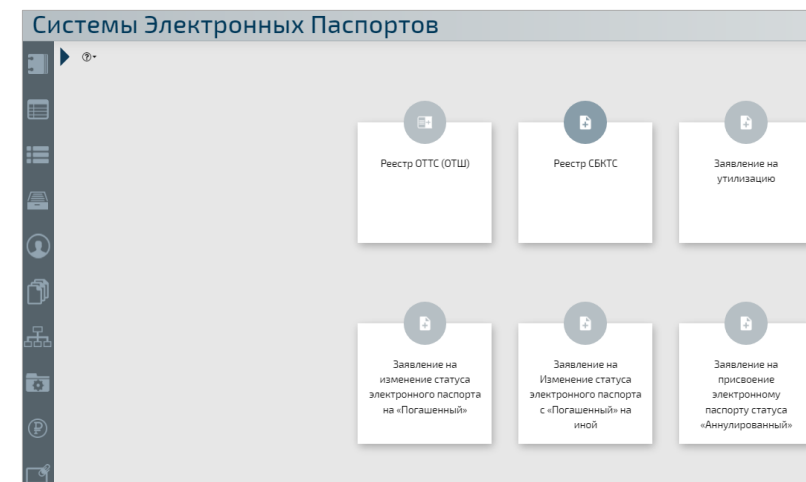 Системы Электронных Паспортов
Реестр ОТТС (ОТШ)
Реестр СБКТС
Заявление на
утилизацию
Заявление на
изменение статуса
электронного паспорта
на «Погашенный»
Заявление на
Изменение статуса
электронного паспорта
с «Погашенный» на
иной
Заявление на
присвоение
электронному
паспорту статуса
«Аннулированный»